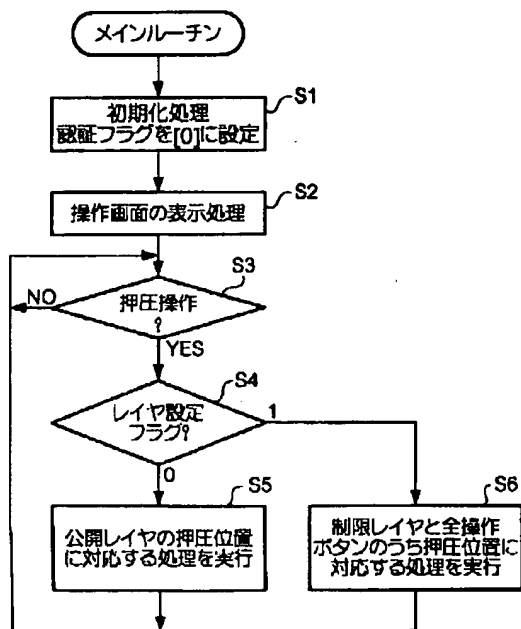 メインルーチン
S1
初期化処理
認証フラグを[0]に設定
S2
操作画面の表示処理
S3
押圧操作
?
NO
YES
S4
レイヤ設定
フラグ?
1
0
S5
公開レイヤの押圧位置
に対応する処理を実行
S6
制限レイヤと全操作
ボタンのうち押圧位置に
対応する処理を実行